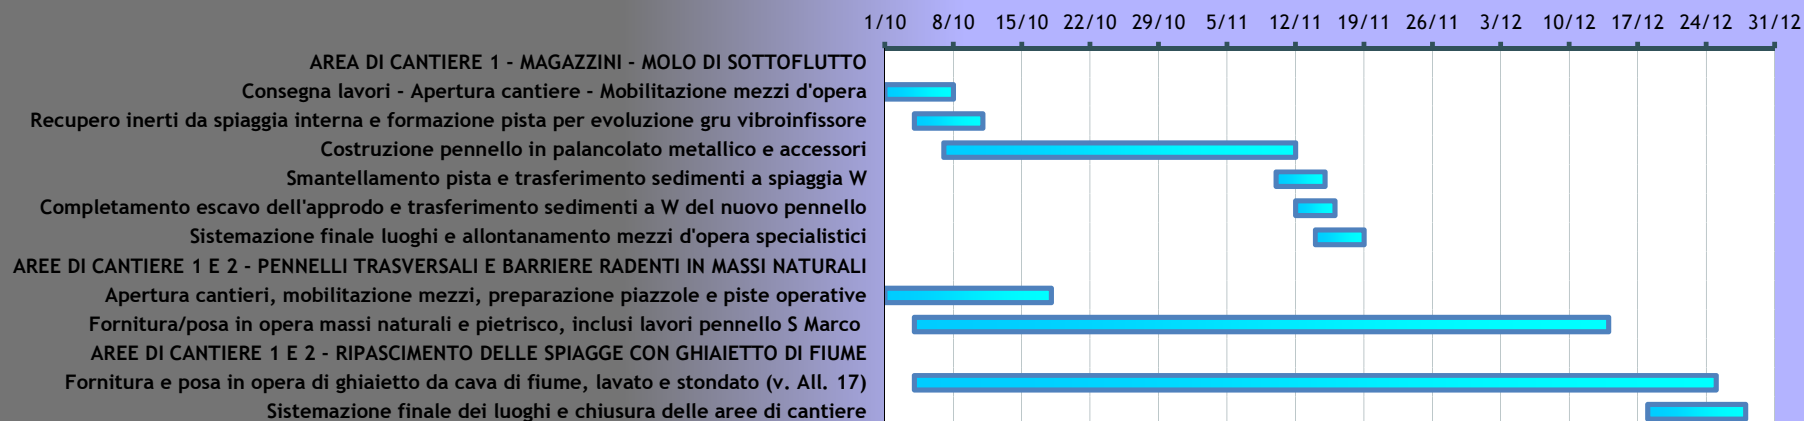 1/10 8/10 15/10 22/10 29/10 5/11 12/11 19/11 26/11 3/12 10/12 17/12 24/12 31/12
AREA DI CANTIERE 1 - MAGAZZINI - MOLO DI SOTTOFLUTTO
Consegna lavori - Apertura cantiere - Mobilitazione mezzi d'opera
Recupero inerti da spiaggia interna e formazione pista per evoluzione gru vibroinfissore
Costruzione pennello in palancolato metallico e accessori
Smantellamento pista e trasferimento sedimenti a spiaggia W
Completamento escavo dell'approdo e trasferimento sedimenti a W del nuovo pennello
Sistemazione finale luoghi e allontanamento mezzi d'opera specialistici
AREE DI CANTIERE 1 E 2 - PENNELLI TRASVERSALI E BARRIERE RADENTI IN MASSI NATURALI
Apertura cantieri, mobilitazione mezzi, preparazione piazzole e piste operative
Fornitura/posa in opera massi naturali e pietrisco, inclusi lavori pennello S Marco
AREE DI CANTIERE 1 E 2 - RIPASCIMENTO DELLE SPIAGGE CON GHIAIETTO DI FIUME
Fornitura e posa in opera di ghiaietto da cava di fiume, lavato e stondato (v. All. 17)
Sistemazione finale dei luoghi e chiusura delle aree di cantiere